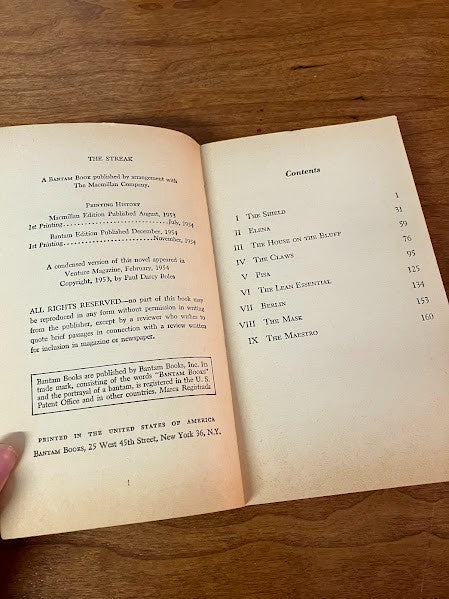 THE STREAK
A BANTAM BOOK published by arrangement with
The Macmillan Company.
PRINTING HISTORY
Macmillan Edition Published August, 1953
1st Printing..............................July, 1954
Bantam Edition Published December, 1954
1st Printing..............................November, 1954
A condensed version of this novel appeared in
Venture Magazine, February, 1954
Copyright, 1953, by Paul Darcy Boles
ALL RIGHTS RESERVED—no part of this book may
be reproduced in any form without permission in writing
from the publisher, except by a reviewer who wishes to
quote brief passages in connection with a review written
for inclusion in magazine or newspaper.
Bantam Books are published by Bantam Books, Inc. Its
trade mark, consisting of the words "BANTAM BOOKS"
and the portrayal of a bantam, is registered in the U. S.
Patent Office and in other countries, Marca Registrada
PRINTED IN THE UNITED STATES OF AMERICA
BANTAM BOOKS, 25 West 45th Street, New York 36, N.Y.
Contents
I THE SHIELD 1
II ELENA 31
III THE HOUSE ON THE BLUFF 59
IV THE CLAWS 76
V PISA 95
VI THE LEAN ESSENTIAL 125
VII BERLIN 134
VIII THE MASK 153
IX THE MAESTRO 160